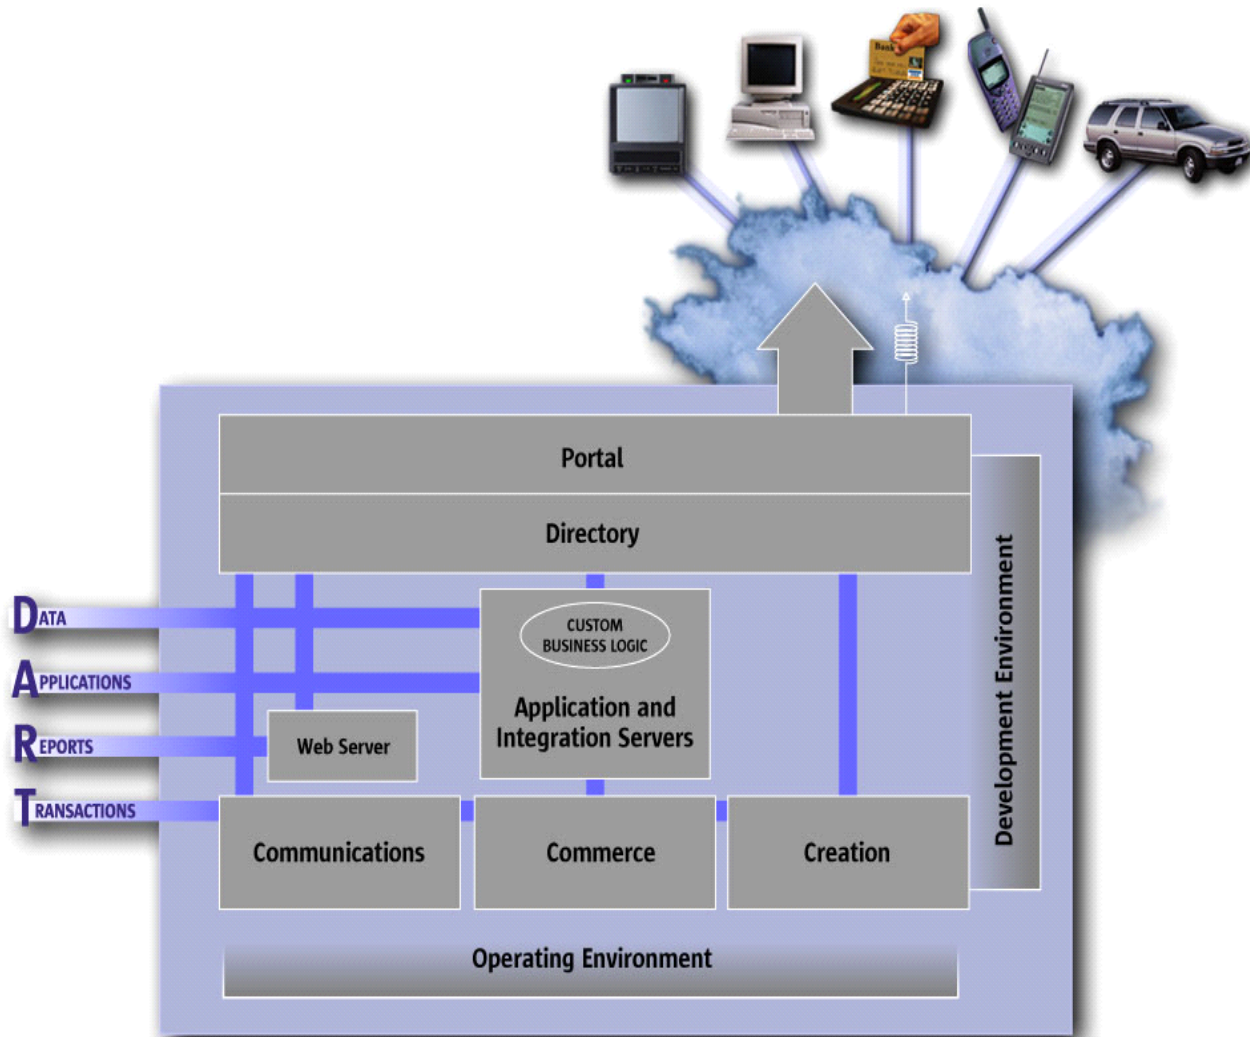 Bank
Portal
Directory
Development Environment
DATA
CUSTOM
BUSINESS LOGIC
APPLICATIONS
Application and
Integration Servers
REPORTS
Web Server
TRANSACTIONS
Communications
Commerce
Creation
Operating Environment